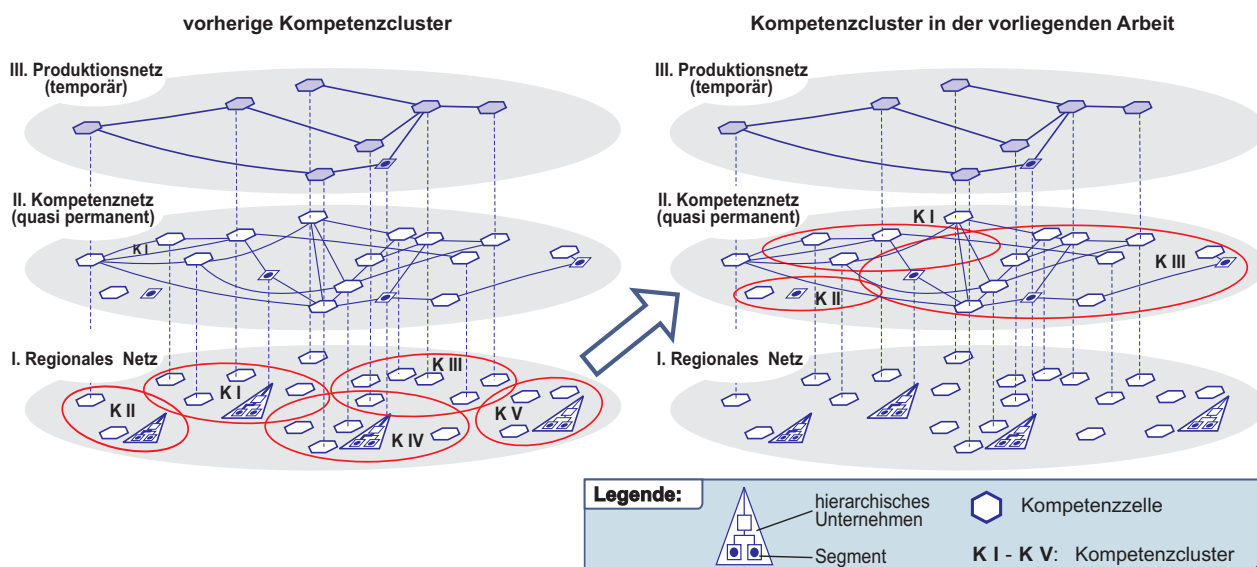 vorherige Kompetenzcluster
III. Produktionsnetz
(temporär)
II. Kompetenznetz
(quasi permanent)
K I
I. Regionales Netz
K III
K I
K II
K V
K IV
Kompetenzcluster in der vorliegenden Arbeit
III. Produktionsnetz
(temporär)
II. Kompetenznetz
(quasi permanent)
K I
K III
K II
I. Regionales Netz
Legende:
hierarchisches
Unternehmen
Segment
Kompetenzzelle
K I - K V: Kompetenzcluster